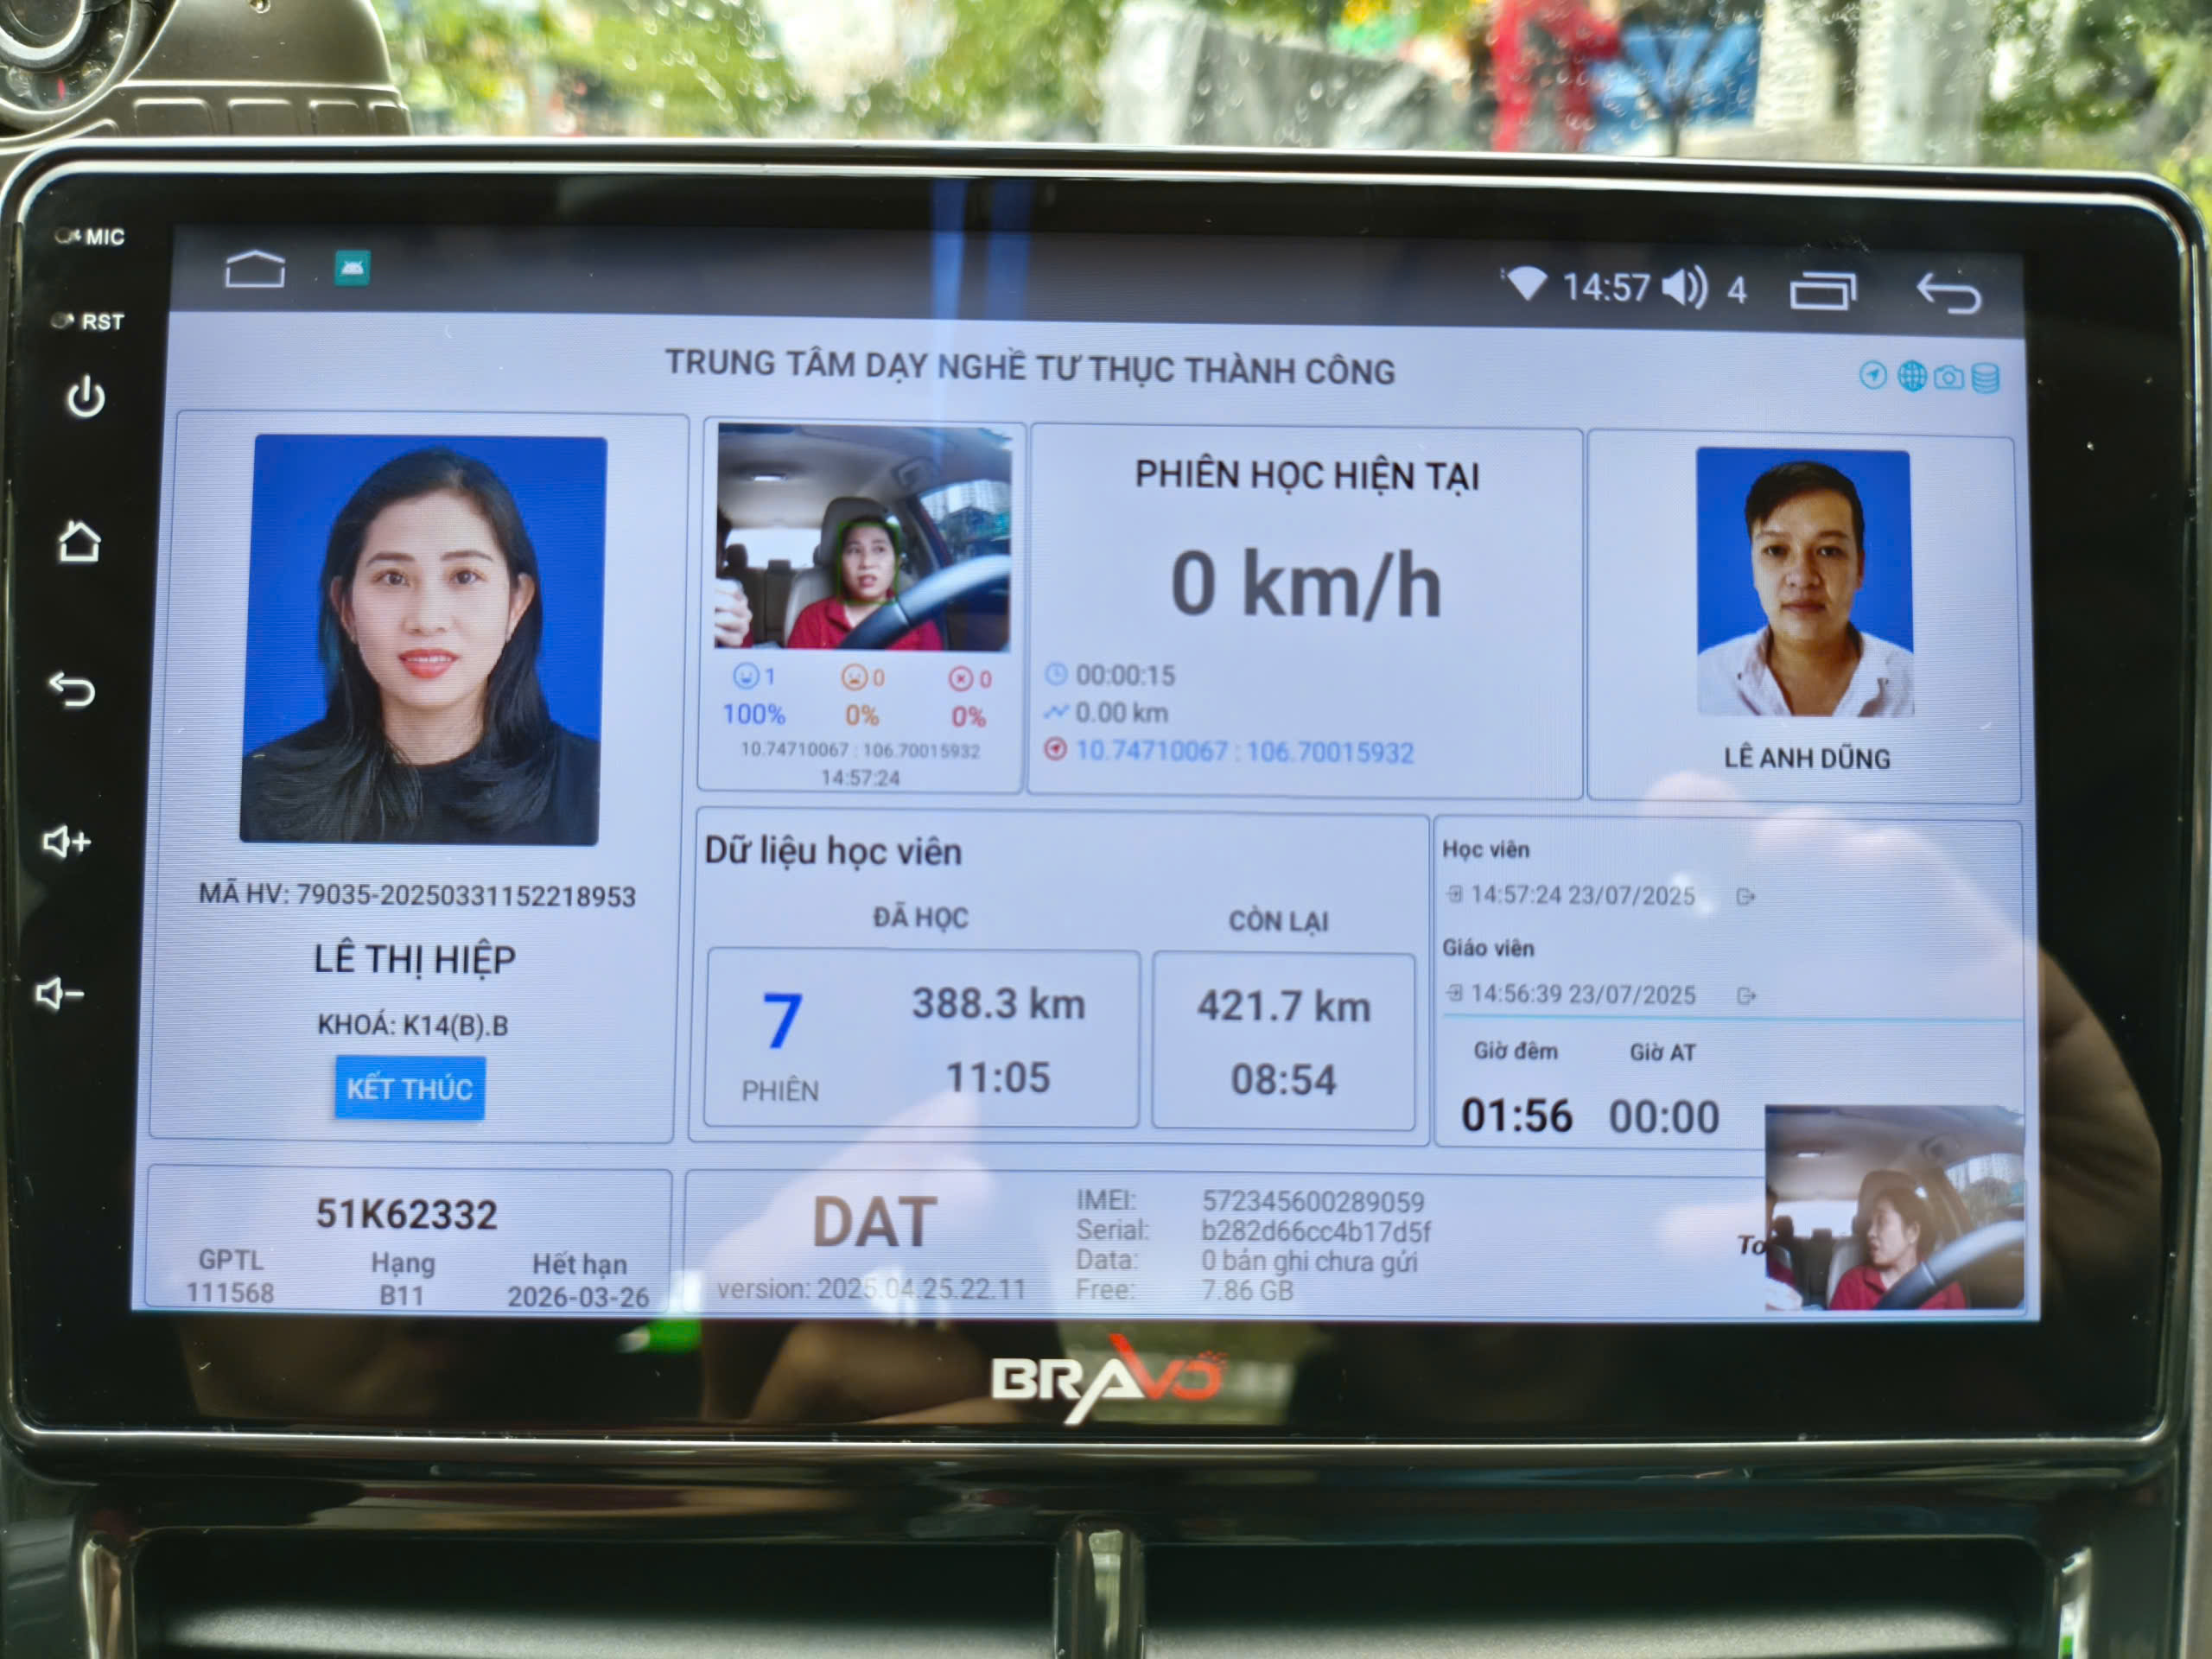 MIC
RST
14:57 4
TRUNG TÂM DẠY NGHỀ TƯ THỤC THÀNH CÔNG
MÃ HV: 79035-20250331152218953
LÊ THỊ HIỆP
KHOÁ: K14(B).B
KẾT THÚC
1 0 0
100% 0% 0%
10.74710067 : 106.70015932
14:57:24
PHIÊN HỌC HIỆN TẠI
0 km/h
00:00:15
0.00 km
10.74710067 : 106.70015932
LÊ ANH DŨNG
Dữ liệu học viên
ĐÃ HỌC CÒN LẠI
7 388.3 km 421.7 km
PHIÊN 11:05 08:54
Học viên
14:57:24 23/07/2025
Giáo viên
14:56:39 23/07/2025
Giờ đêm Giờ AT
01:56 00:00
51K62332
GPTL Hạng Hết hạn
111568 B11 2026-03-26
DAT
version: 2025.04.25.22.11
IMEI: 572345600289059
Serial: b282d66cc4b17d5f
Data: 0 bản ghi chưa gửi
Free: 7.86 GB
To
BRAVO